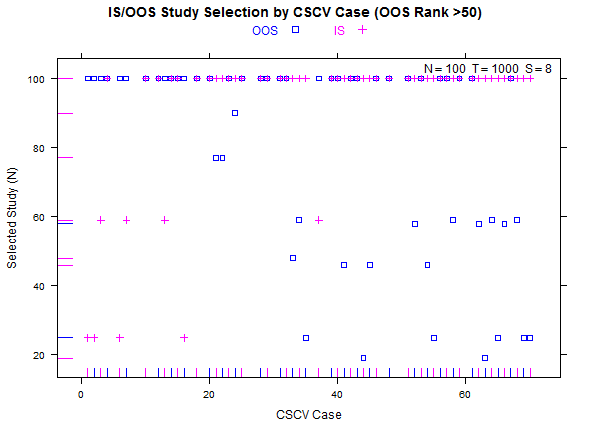 IS/OOS Study Selection by CSCV Case (OOS Rank >50)
OOS IS
N = 100 T = 1000 S = 8
Selected Study (N)
100
80
60
40
20
0 20 40 60
CSCV Case